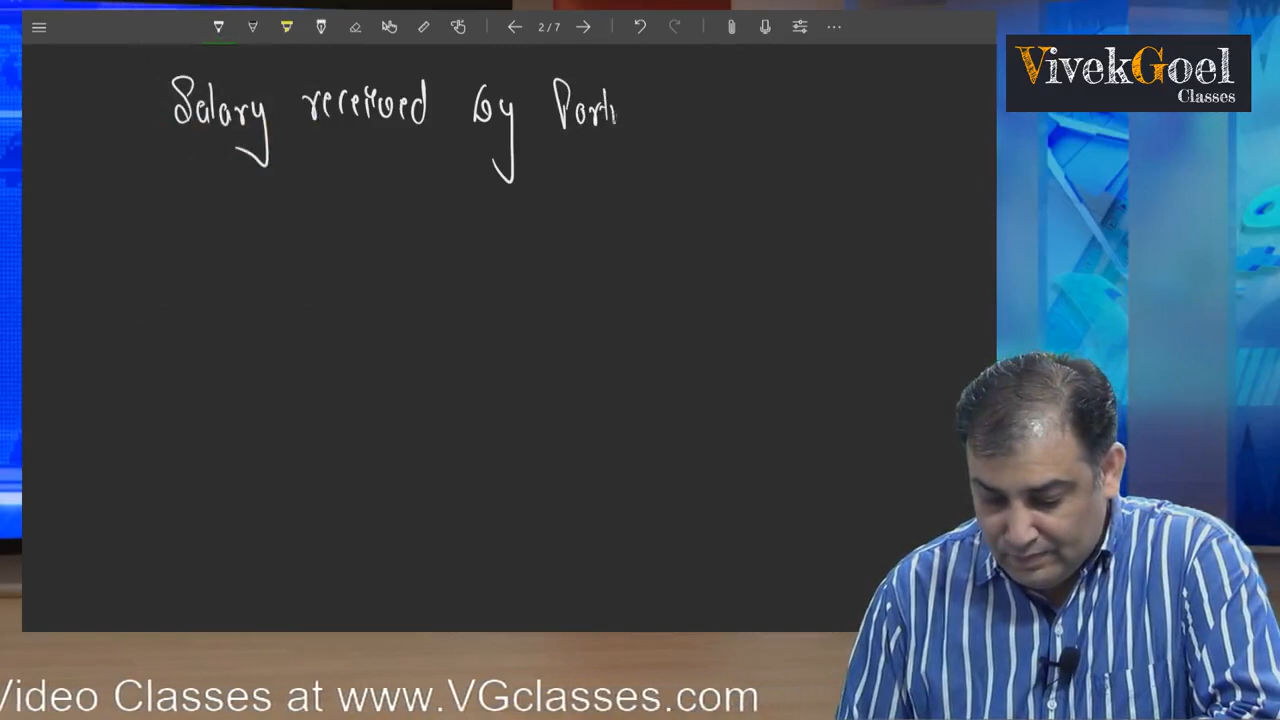 2/7
VivekGoel
Classes
Salary received by Partn
Video Classes at www.VGclasses.com